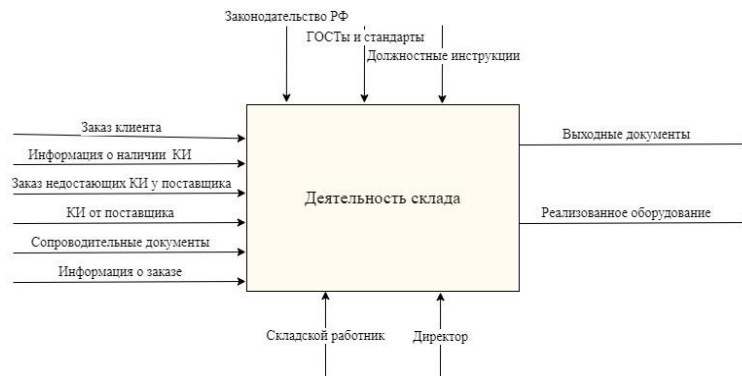 Законодательство РФ
ГОСТы и стандарты
Должностные инструкции
Заказ клиента
Информация о наличии КИ
Заказ недостающих КИ у поставщика
КИ от поставщика
Сопроводительные документы
Информация о заказе
Деятельность склада
Выходные документы
Реализованное оборудование
Складской работник
Директор